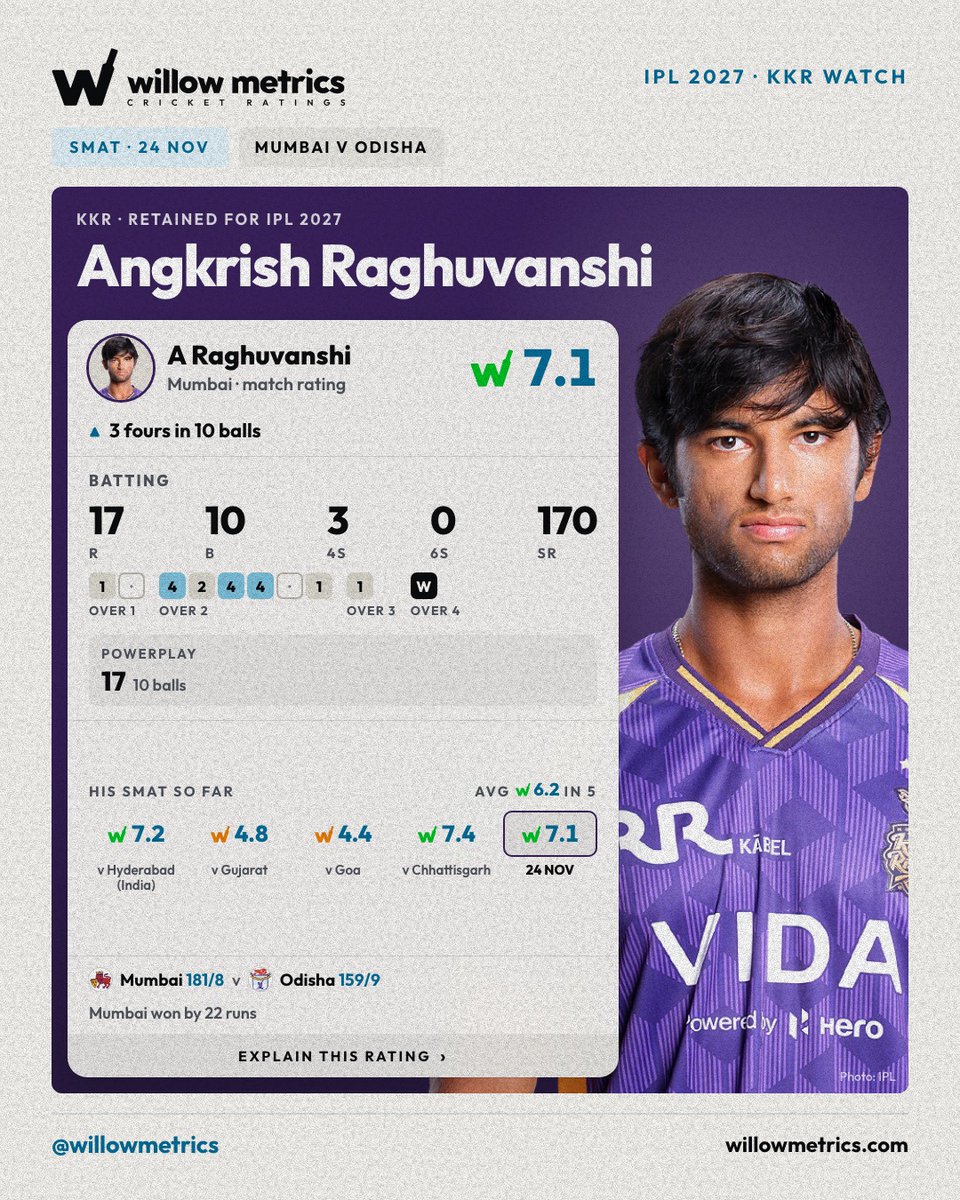 willow metrics
CRICKET RATINGS
IPL 2027 · KKR WATCH
SMAT · 24 NOV
MUMBAI V ODISHA
KKR · RETAINED FOR IPL 2027
Angkrish Raghuvanshi
A Raghuvanshi
Mumbai · match rating
7.1
▲ 3 fours in 10 balls
BATTING
17 10 3 0 170
R B 4S 6S SR
1 · 4 2 4 4 · 1 1 W
OVER 1 OVER 2 OVER 3 OVER 4
POWERPLAY
17 10 balls
HIS SMAT SO FAR
AVG 6.2 IN 5
7.2 4.8 4.4 7.4 7.1
v Hyderabad (India) v Gujarat v Goa v Chhattisgarh 24 NOV
Mumbai 181/8 v Odisha 159/9
Mumbai won by 22 runs
EXPLAIN THIS RATING ›
RR KABEL
VIDA
Powered by Hero
Photo: IPL
@willowmetrics
willowmetrics.com